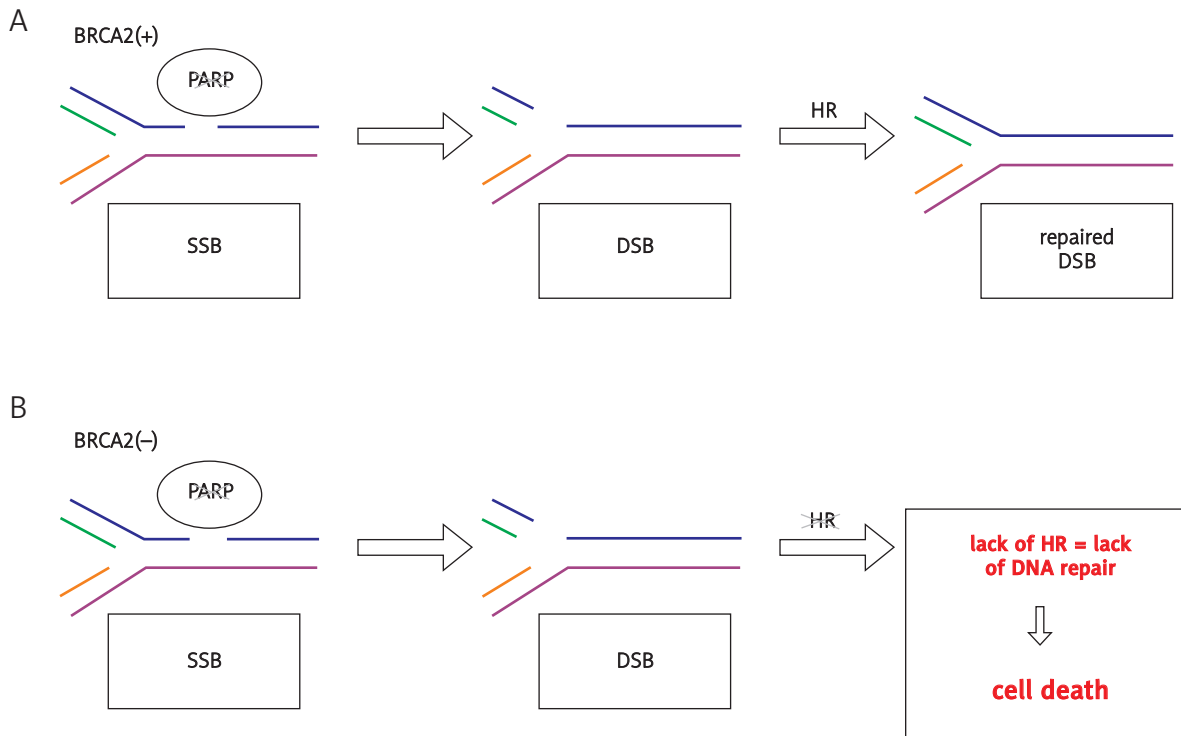 A
BRCA2(+)
PARP
HR
SSB
DSB
repaired
DSB
B
BRCA2(–)
PARP
HR
lack of HR = lack
of DNA repair
SSB
DSB
cell death